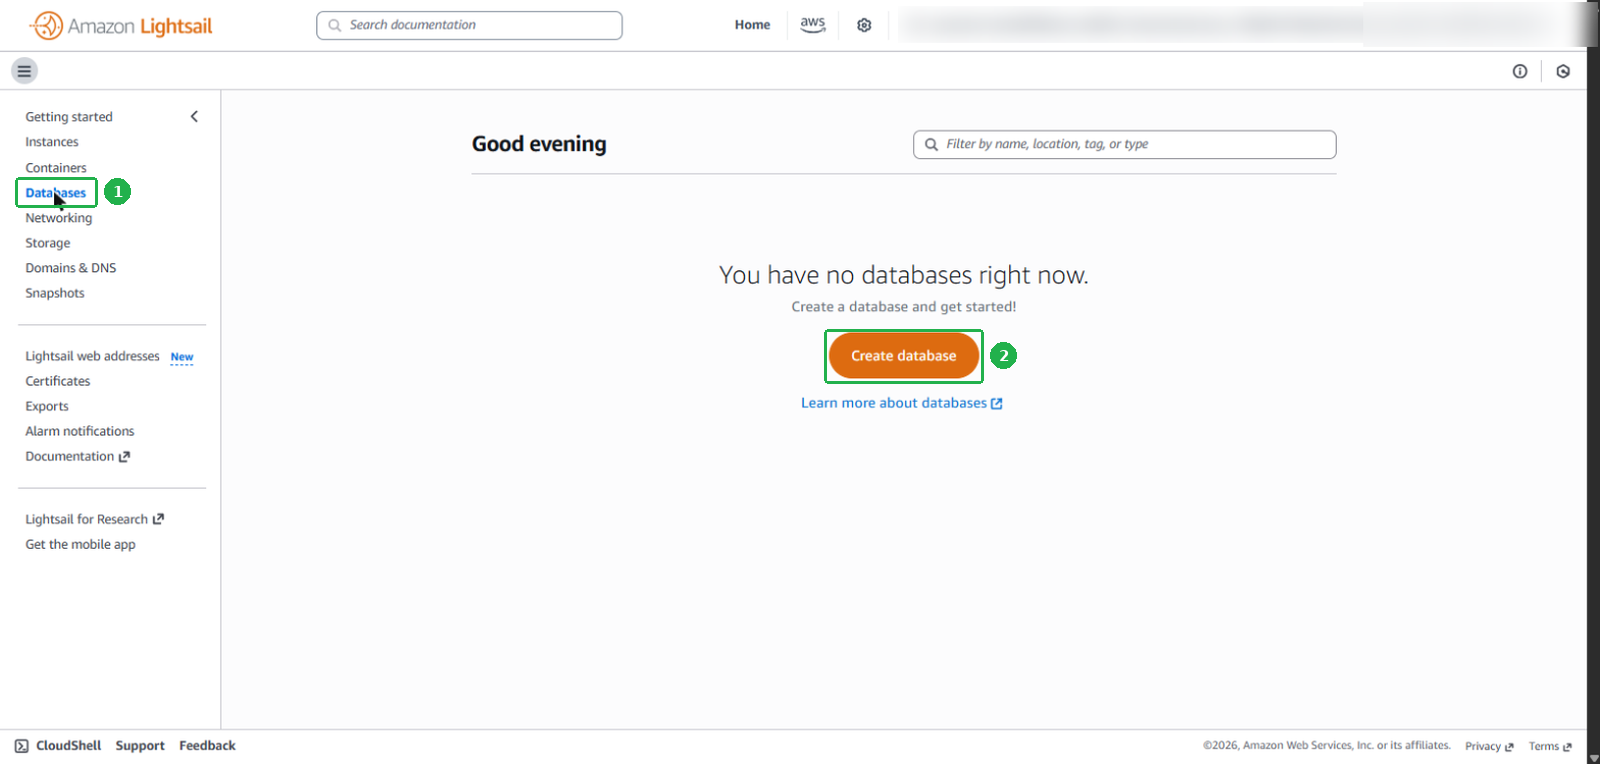 Amazon Lightsail
Search documentation
Home
aws
Getting started
Instances
Containers
Databases
1
Networking
Storage
Domains & DNS
Snapshots
Lightsail web addresses New
Certificates
Exports
Alarm notifications
Documentation
Lightsail for Research
Get the mobile app
Good evening
Filter by name, location, tag, or type
You have no databases right now.
Create a database and get started!
Create database
2
Learn more about databases
CloudShell Support Feedback
©2026, Amazon Web Services, Inc. or its affiliates. Privacy Terms